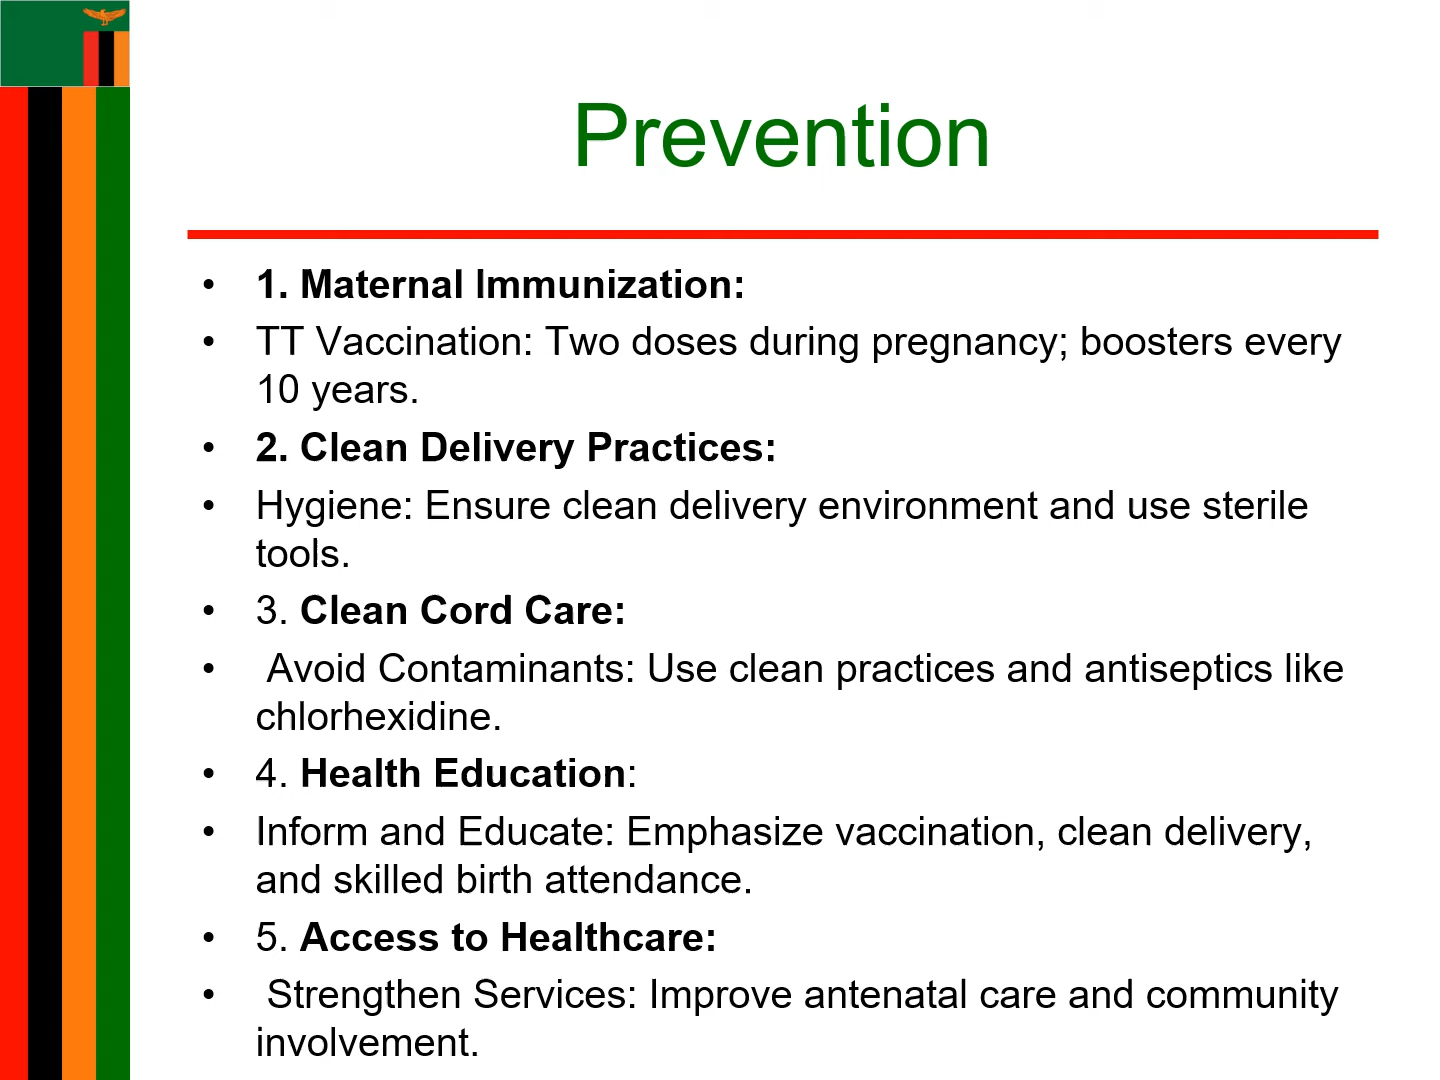 Prevention
• 1. Maternal Immunization:
• TT Vaccination: Two doses during pregnancy; boosters every
10 years.
• 2. Clean Delivery Practices:
• Hygiene: Ensure clean delivery environment and use sterile
tools.
• 3. Clean Cord Care:
• Avoid Contaminants: Use clean practices and antiseptics like
chlorhexidine.
• 4. Health Education:
• Inform and Educate: Emphasize vaccination, clean delivery,
and skilled birth attendance.
• 5. Access to Healthcare:
• Strengthen Services: Improve antenatal care and community
involvement.